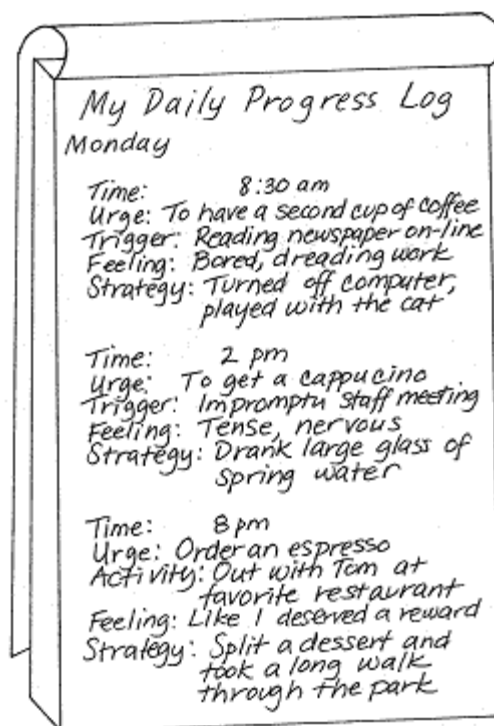 My Daily Progress Log
Monday
Time: 8:30 am
Urge: To have a second cup of coffee
Trigger: Reading newspaper on-line
Feeling: Bored, dreading work
Strategy: Turned off computer,
played with the cat
Time: 2 pm
Urge: To get a cappucino
Trigger: Impromptu staff meeting
Feeling: Tense, nervous
Strategy: Drank large glass of
spring water
Time: 8 pm
Urge: Order an espresso
Activity: Out with Tom at
favorite restaurant
Feeling: Like I deserved a reward
Strategy: Split a dessert and
took a long walk
through the park